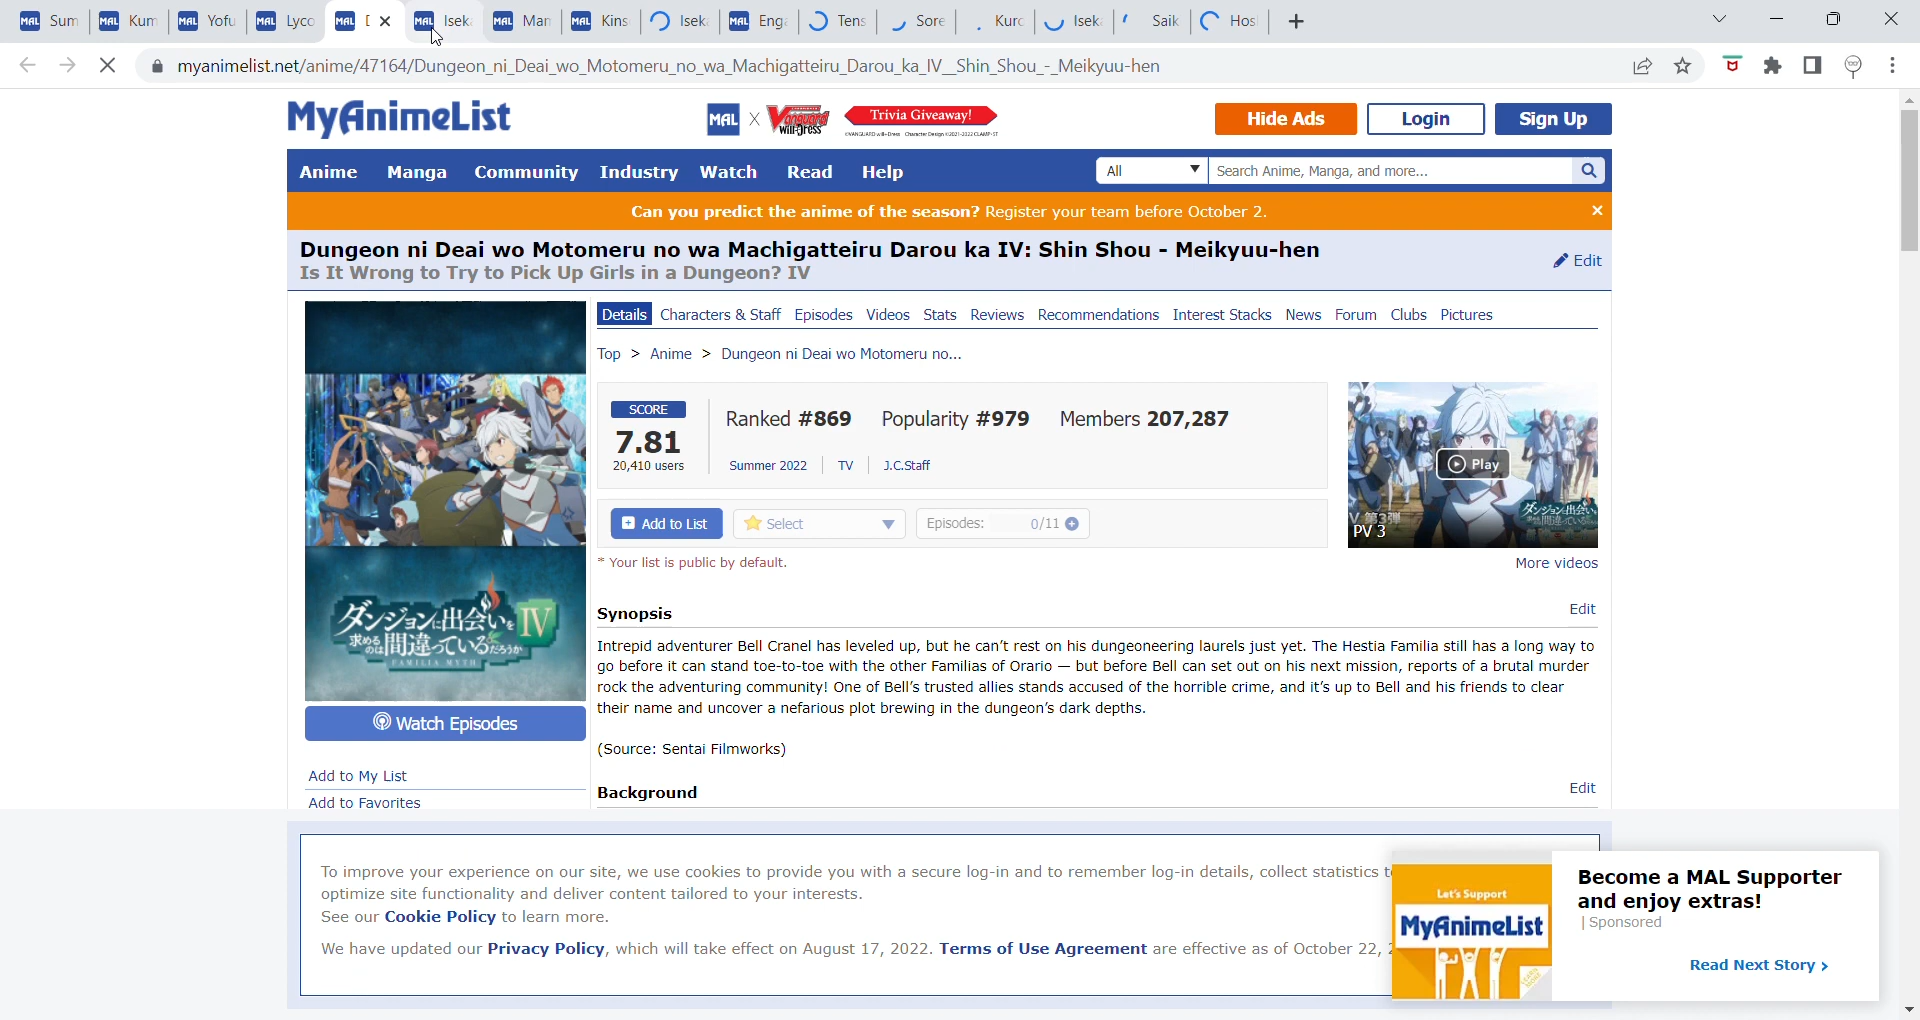 MAL Sum
MAL Kum
MAL Yofu
MAL Lyco
MAL
MAL Isek
MAL Man
MAL Kins
Isek
MAL Enga
Tens
Sore
Kuro
Isek
Saik
Hos
myanimelist.net/anime/47164/Dungeon_ni_Deai_wo_Motomeru_no_wa_Machigatteiru_Darou_ka_IV__Shin_Shou_-_Meikyuu-hen
MyAnimeList
MAL X Vanguard will+Dress Trivia Giveaway!
Hide Ads
Login
Sign Up
Anime Manga Community Industry Watch Read Help
All
Search Anime, Manga, and more...
Can you predict the anime of the season? Register your team before October 2.
Dungeon ni Deai wo Motomeru no wa Machigatteiru Darou ka IV: Shin Shou - Meikyuu-hen
Is It Wrong to Try to Pick Up Girls in a Dungeon? IV
Edit
Details Characters & Staff Episodes Videos Stats Reviews Recommendations Interest Stacks News Forum Clubs Pictures
Top > Anime > Dungeon ni Deai wo Motomeru no...
SCORE
7.81
20,410 users
Ranked #869 Popularity #979 Members 207,287
Summer 2022 TV J.C.Staff
Play
PV 3
Add to List
Select
Episodes: 0/11
* Your list is public by default.
More videos
Synopsis
Edit
Intrepid adventurer Bell Cranel has leveled up, but he can't rest on his dungeoneering laurels just yet. The Hestia Familia still has a long way to
go before it can stand toe-to-toe with the other Familias of Orario — but before Bell can set out on his next mission, reports of a brutal murder
rock the adventuring community! One of Bell's trusted allies stands accused of the horrible crime, and it's up to Bell and his friends to clear
their name and uncover a nefarious plot brewing in the dungeon's dark depths.
(Source: Sentai Filmworks)
Background
Edit
ダンジョンに出会いを
求めるのは間違っているだろうか
IV
FAMILIA MYTH
Watch Episodes
Add to My List
Add to Favorites
To improve your experience on our site, we use cookies to provide you with a secure log-in and to remember log-in details, collect statistics
optimize site functionality and deliver content tailored to your interests.
See our Cookie Policy to learn more.
We have updated our Privacy Policy, which will take effect on August 17, 2022. Terms of Use Agreement are effective as of October 22,
Let's Support
MyAnimeList
Become a MAL Supporter
and enjoy extras!
| Sponsored
Read Next Story >